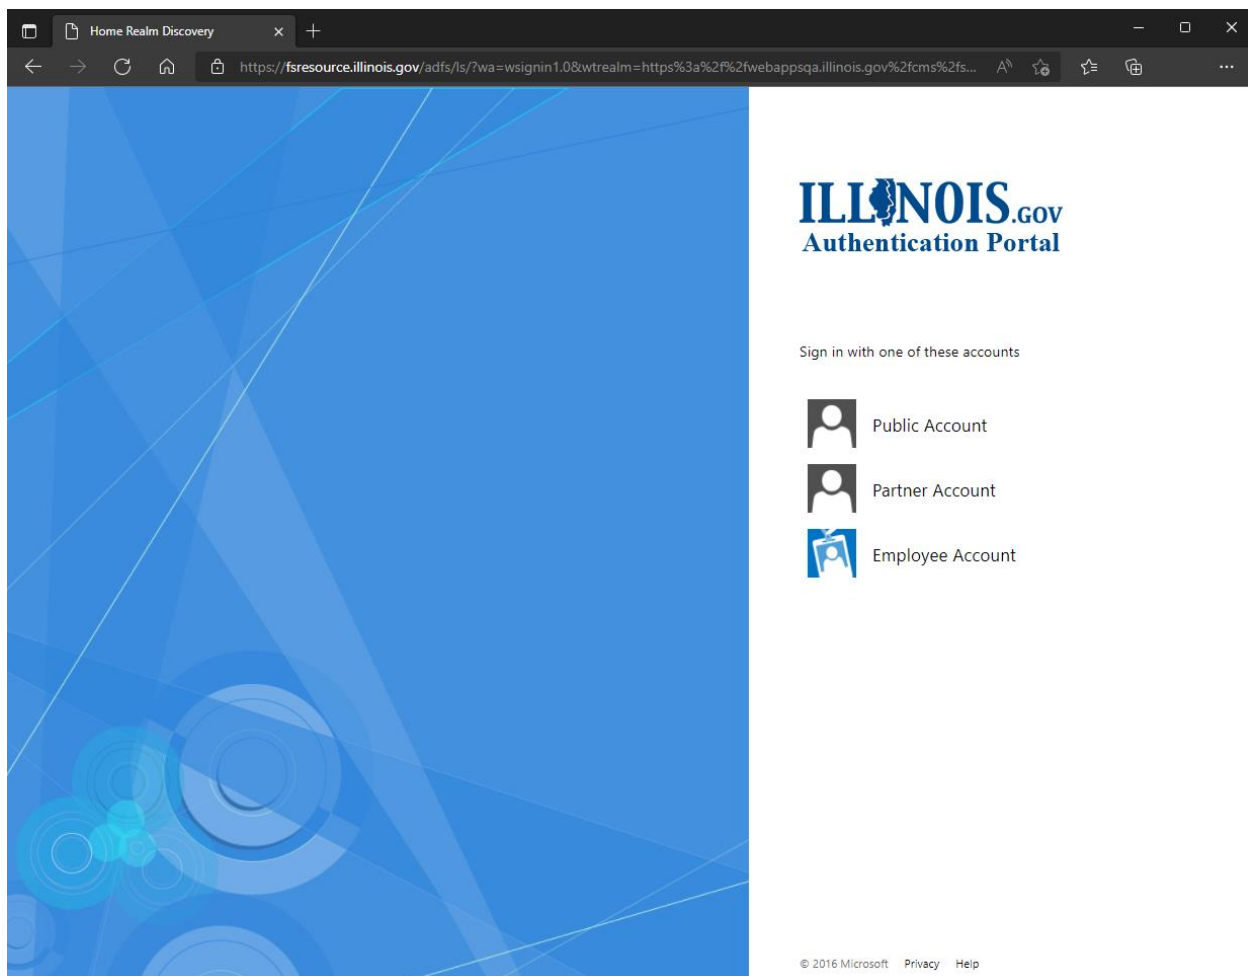 Home Realm Discovery
https://fsresource.illinois.gov/adfs/ls/?wa=wsignin1.0&wtrealm=https%3a%2f%2fwebappsqa.illinois.gov%2fcms%2fs...
ILLINOIS.GOV
Authentication Portal
Sign in with one of these accounts
Public Account
Partner Account
Employee Account
© 2016 Microsoft Privacy Help